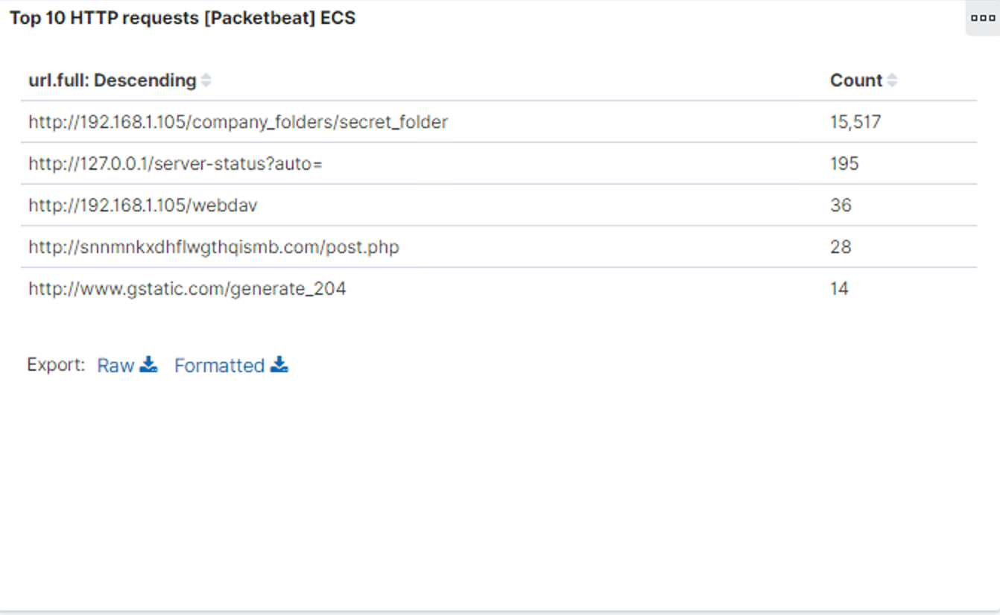 Top 10 HTTP requests [Packetbeat] ECS
url.full: Descending Count
http://192.168.1.105/company_folders/secret_folder 15,517
http://127.0.0.1/server-status?auto= 195
http://192.168.1.105/webdav 36
http://snnmnkxdhflwgthqismb.com/post.php 28
http://www.gstatic.com/generate_204 14
Export: Raw Formatted